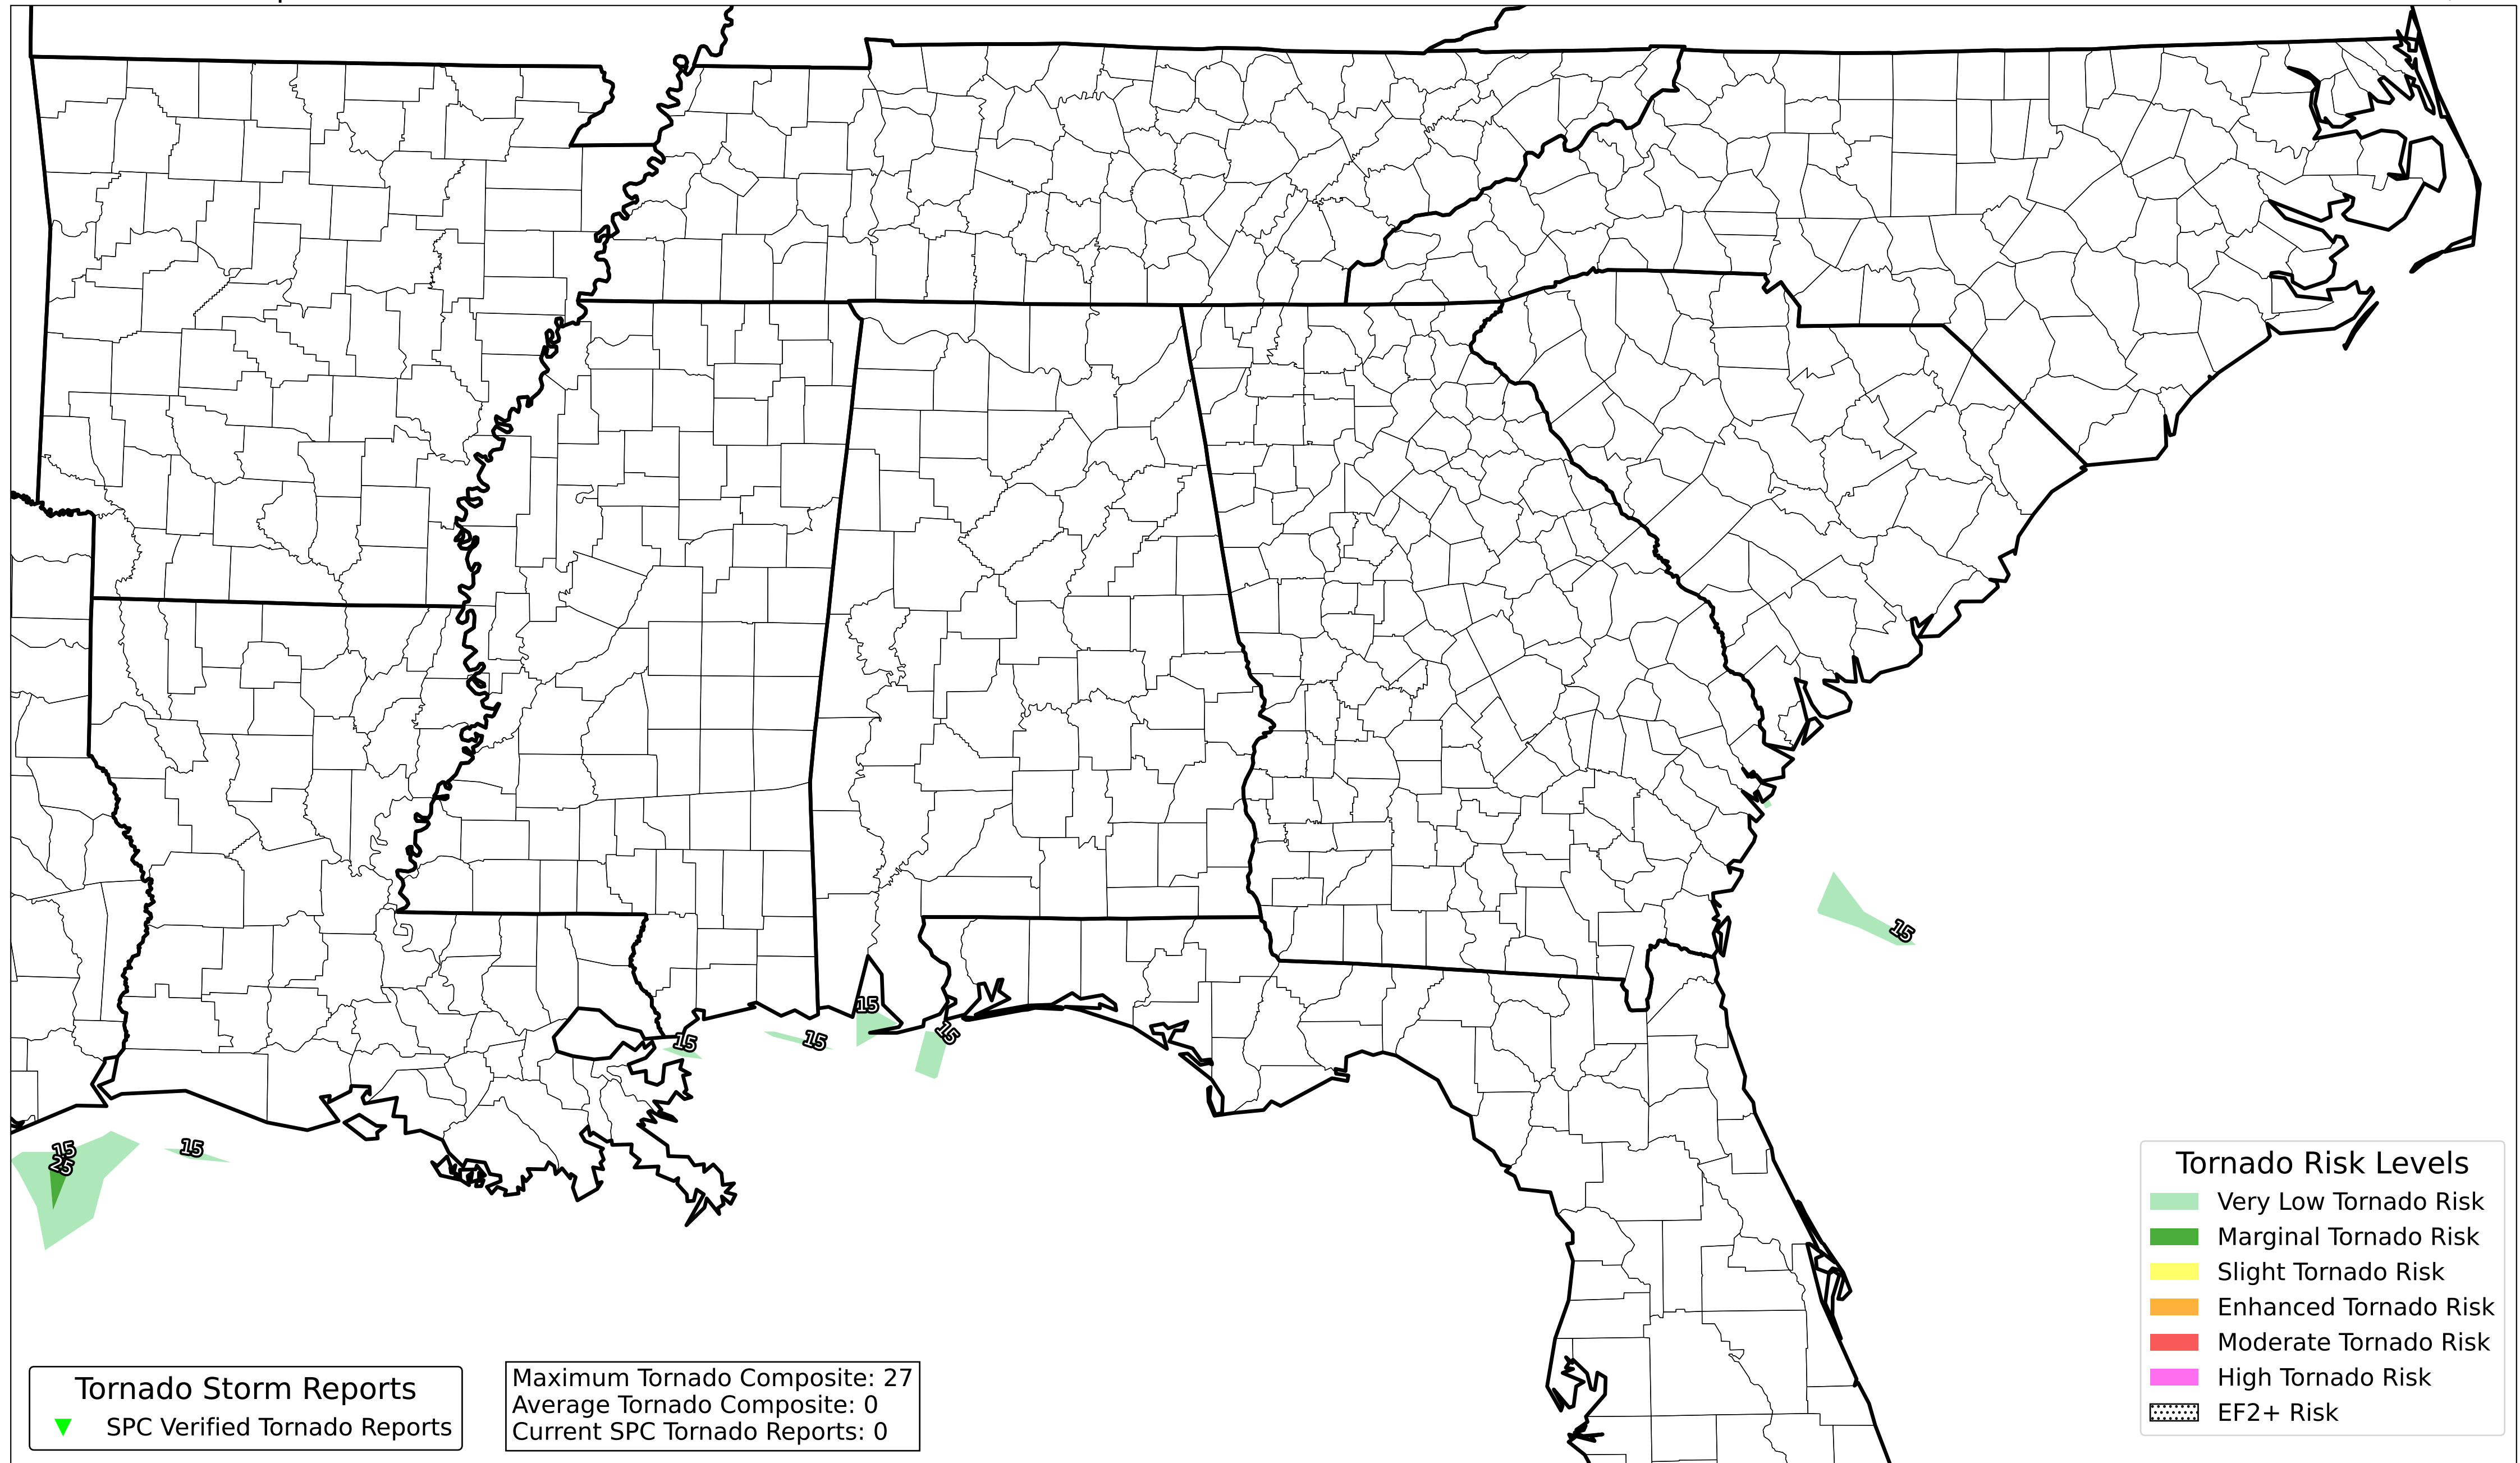 15
15
15
15
15
15
25
15
Tornado Risk Levels
Very Low Tornado Risk
Marginal Tornado Risk
Slight Tornado Risk
Enhanced Tornado Risk
Moderate Tornado Risk
High Tornado Risk
EF2+ Risk
Tornado Storm Reports
SPC Verified Tornado Reports
Maximum Tornado Composite: 27
Average Tornado Composite: 0
Current SPC Tornado Reports: 0